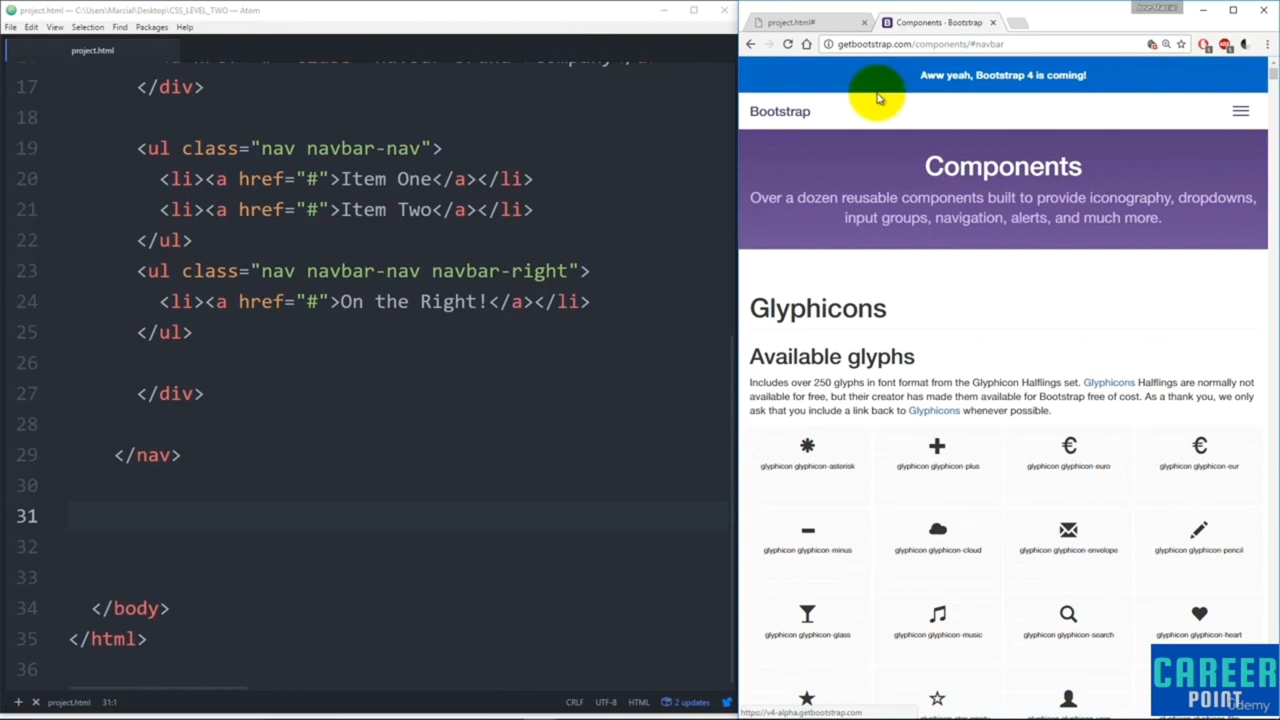 project.html — C:\Users\Marcial\Desktop\CSS_LEVEL_TWO — Atom
File Edit View Selection Find Packages Help
project.html
17 </div>
18
19 <ul class="nav navbar-nav">
20 <li><a href="#">Item One</a></li>
21 <li><a href="#">Item Two</a></li>
22 </ul>
23 <ul class="nav navbar-nav navbar-right">
24 <li><a href="#">On the Right!</a></li>
25 </ul>
26
27 </div>
28
29 </nav>
30
31
32
33
34 </body>
35 </html>
36
project.html 31:1 CRLF UTF-8 HTML 2 updates
Jose Marcial
project.html#
Components · Bootstrap
getbootstrap.com/components/#navbar
Aww yeah, Bootstrap 4 is coming!
Bootstrap
Components
Over a dozen reusable components built to provide iconography, dropdowns,
input groups, navigation, alerts, and much more.
Glyphicons
Available glyphs
Includes over 250 glyphs in font format from the Glyphicon Halflings set. Glyphicons Halflings are normally not
available for free, but their creator has made them available for Bootstrap free of cost. As a thank you, we only
ask that you include a link back to Glyphicons whenever possible.
glyphicon glyphicon-asterisk
glyphicon glyphicon-plus
glyphicon glyphicon-euro
glyphicon glyphicon-eur
glyphicon glyphicon-minus
glyphicon glyphicon-cloud
glyphicon glyphicon-envelope
glyphicon glyphicon-pencil
glyphicon glyphicon-glass
glyphicon glyphicon-music
glyphicon glyphicon-search
glyphicon glyphicon-heart
https://v4-alpha.getbootstrap.com
CAREER
POINT
udemy